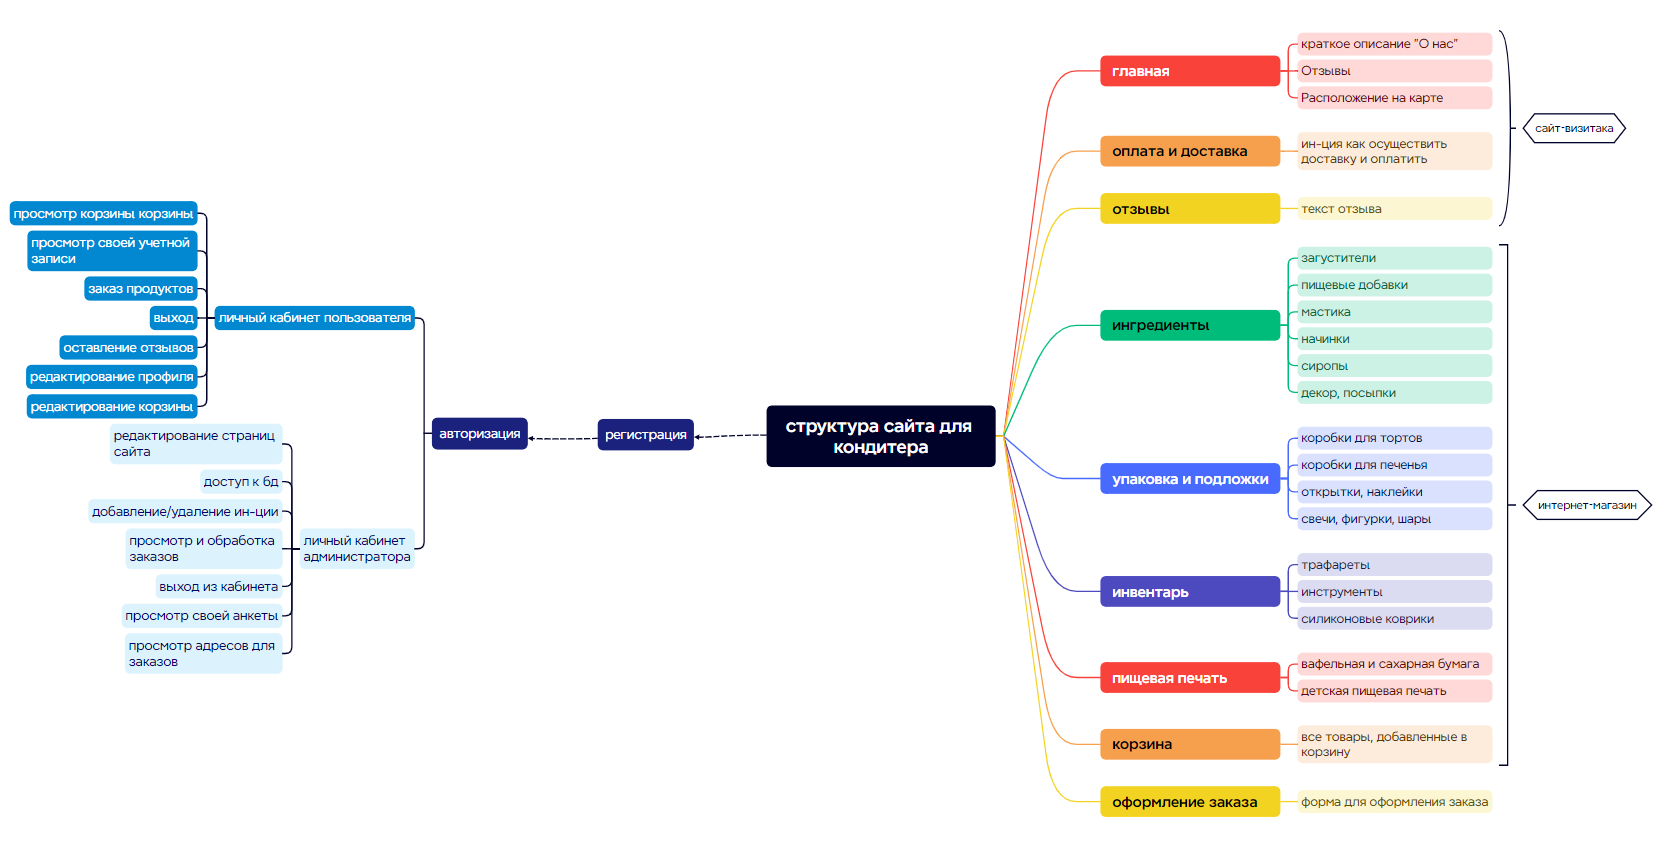 структура сайта для
кондитера
главная
краткое описание "О нас"
Отзывы
Расположение на карте
оплата и доставка
ин-ция как осуществить
доставку и оплатить
отзывы
текст отзыва
сайт-визитака
ингредиенты
загустители
пищевые добавки
мастика
начинки
сиропы
декор, посыпки
упаковка и подложки
коробки для тортов
коробки для печенья
открытки, наклейки
свечи, фигурки, шары
инвентарь
трафареты
инструменты
силиконовые коврики
пищевая печать
вафельная и сахарная бумага
детская пищевая печать
корзина
все товары, добавленные в
корзину
интернет-магазин
оформление заказа
форма для оформления заказа
регистрация
авторизация
личный кабинет пользователя
просмотр корзины корзины
просмотр своей учетной
записи
заказ продуктов
выход
оставление отзывов
редактирование профиля
редактирование корзины
личный кабинет
администратора
редактирование страниц
сайта
доступ к бд
добавление/удаление ин-ции
просмотр и обработка
заказов
выход из кабинета
просмотр своей анкеты
просмотр адресов для
заказов